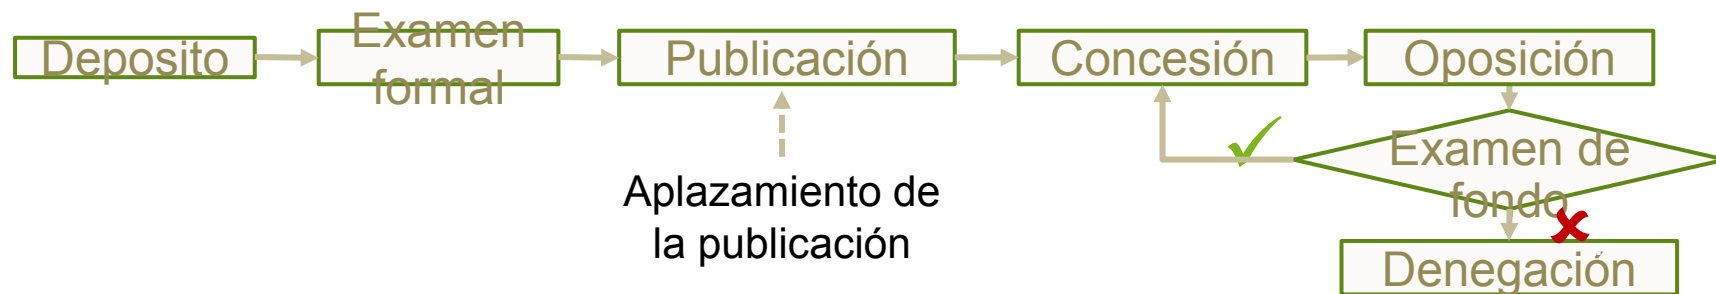 Deposito
Examen
formal
Publicación
Concesión
Oposición
Examen de
fondo
Aplazamiento de
la publicación
Denegación